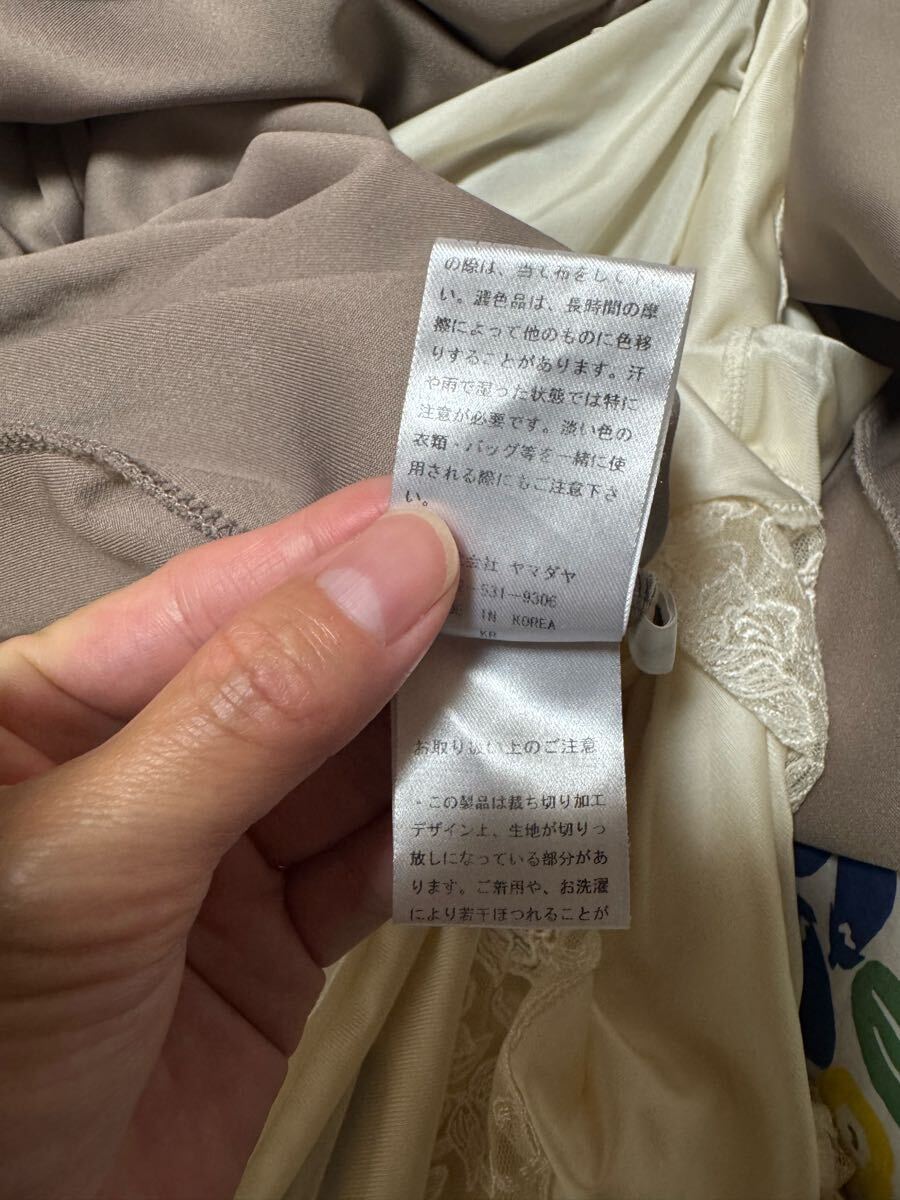 の際は、当て布をして下
い。濃色品は、長時間の摩
擦によって他のものに色移
りすることがあります。汗
や雨で湿った状態では特に
注意が必要です。淡い色の
衣類・バッグ等を一緒に使
用される際にもご注意下さ
い。
会社 ヤマダヤ
-531-9306
IN KOREA
KR
お取り扱い上のご注意
・この製品は裁ち切り加工
デザイン上、生地が切りっ
放しになっている部分があ
ります。ご着用や、お洗濯
により若干ほつれることが